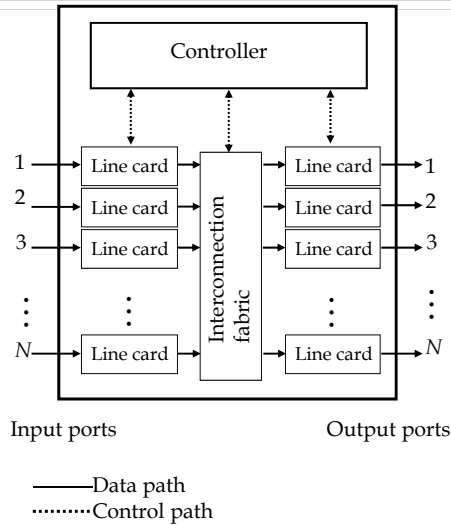 Controller
1 Line card Line card 1
2 Line card Line card 2
3 Line card Line card 3
Interconnection
fabric
N Line card Line card N
Input ports Output ports
Data path
Control path